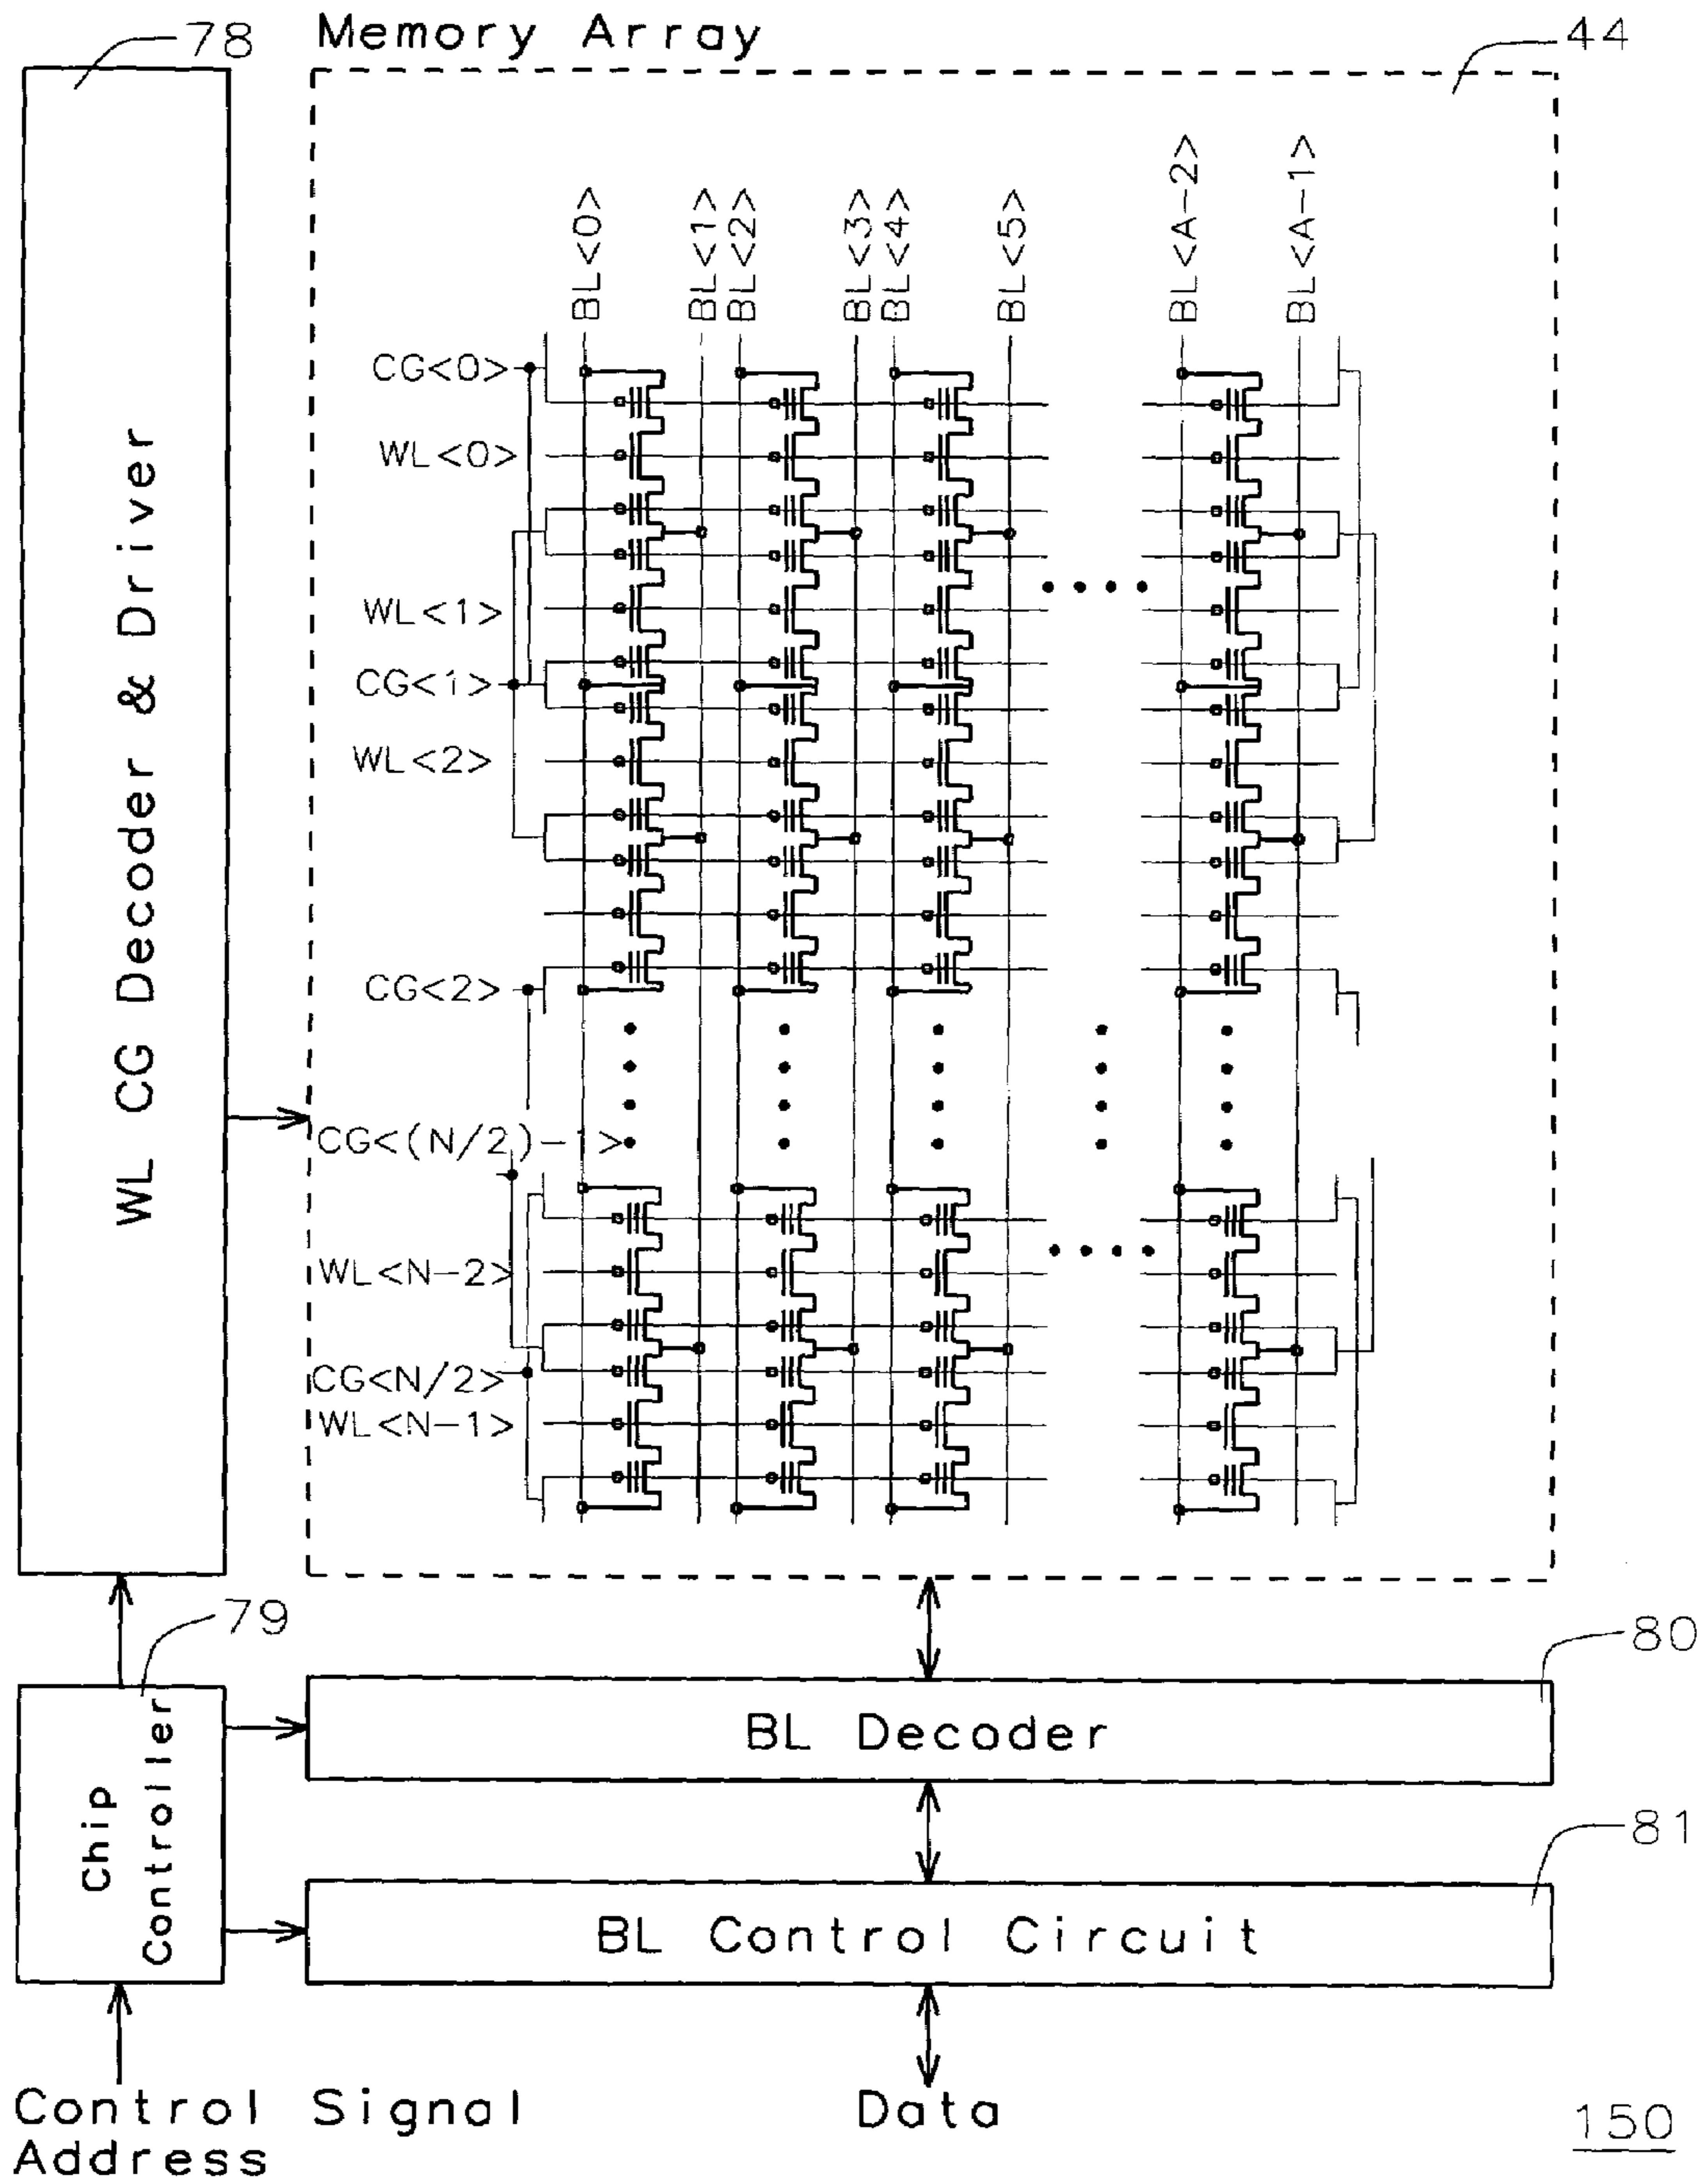 78
Memory Array
44
WL CG Decoder & Driver
BL<0>
BL<1>
BL<2>
BL<3>
BL<4>
BL<5>
BL<A-2>
BL<A-1>
CG<0>
WL<0>
WL<1>
CG<1>
WL<2>
CG<2>
CG<(N/2)-1>
WL<N-2>
CG<N/2>
WL<N-1>
79
80
Chip
Controller
BL Decoder
81
BL Control Circuit
Control Signal
Address
Data
150